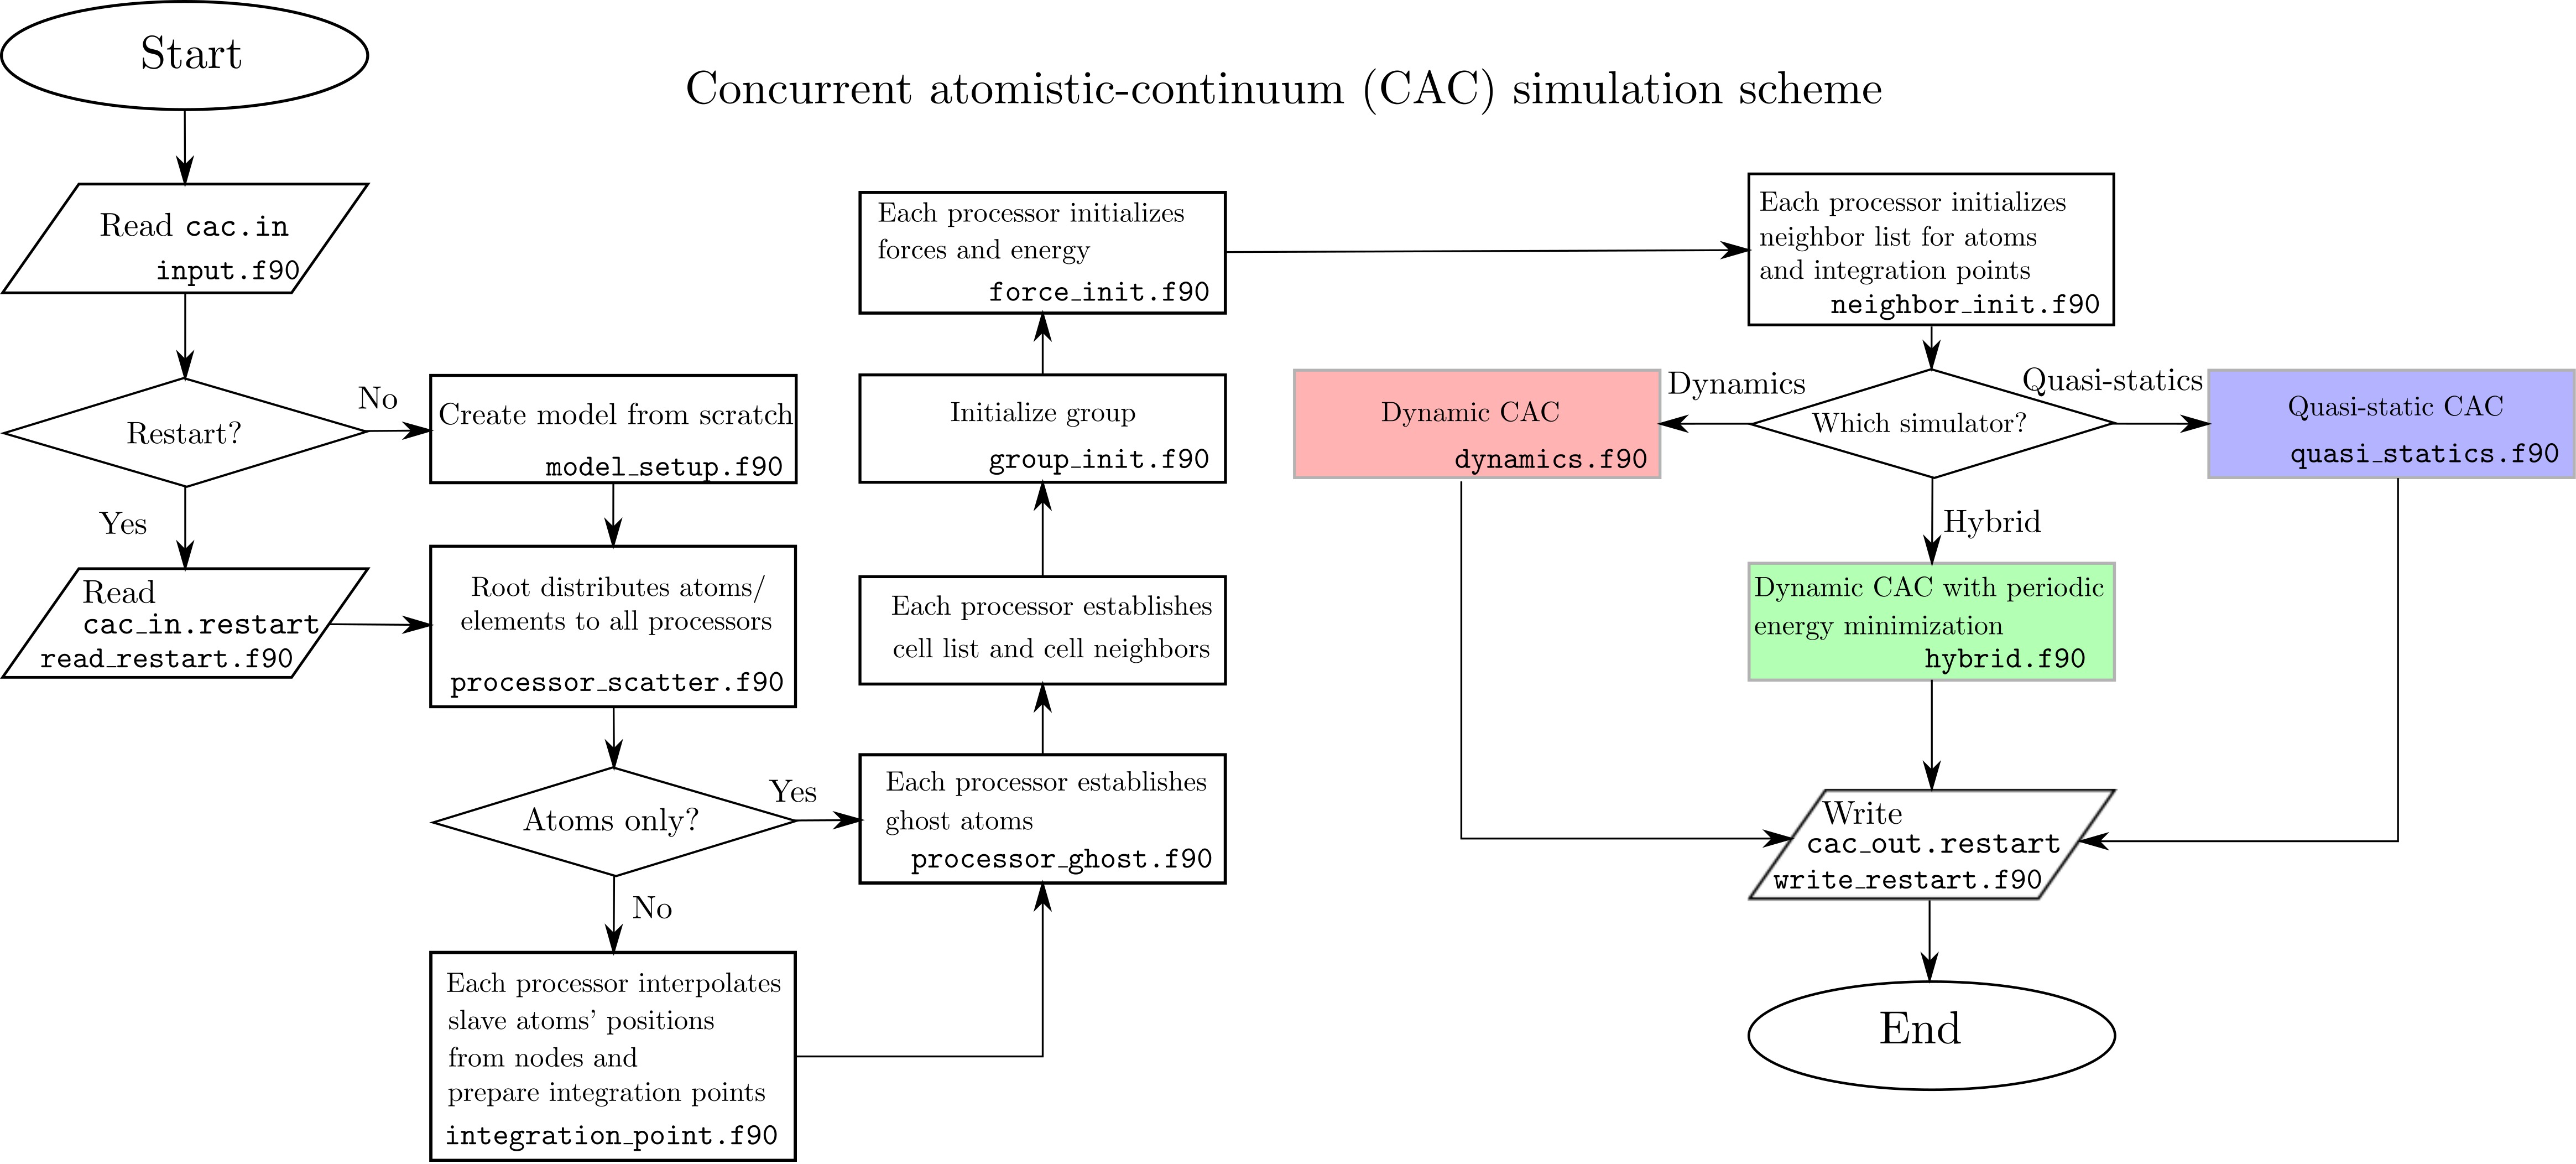 Start
Concurrent atomistic-continuum (CAC) simulation scheme
Read cac.in
input.f90
Restart?
No
Yes
Read
cac_in.restart
read_restart.f90
Create model from scratch
model_setup.f90
Root distributes atoms/
elements to all processors
processor_scatter.f90
Atoms only?
Yes
No
Each processor interpolates
slave atoms' positions
from nodes and
prepare integration points
integration_point.f90
Each processor establishes
ghost atoms
processor_ghost.f90
Each processor establishes
cell list and cell neighbors
Initialize group
group_init.f90
Each processor initializes
forces and energy
force_init.f90
Each processor initializes
neighbor list for atoms
and integration points
neighbor_init.f90
Which simulator?
Dynamics
Quasi-statics
Hybrid
Dynamic CAC
dynamics.f90
Quasi-static CAC
quasi_statics.f90
Dynamic CAC with periodic
energy minimization
hybrid.f90
Write
cac_out.restart
write_restart.f90
End